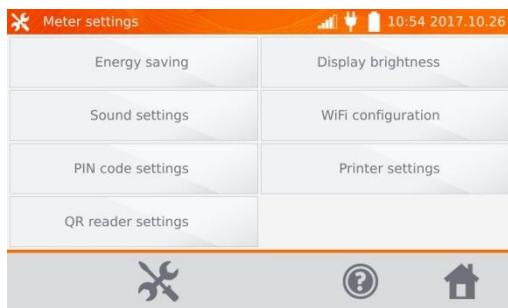 Meter settings
10:54 2017.10.26
Energy saving
Display brightness
Sound settings
WiFi configuration
PIN code settings
Printer settings
QR reader settings
?